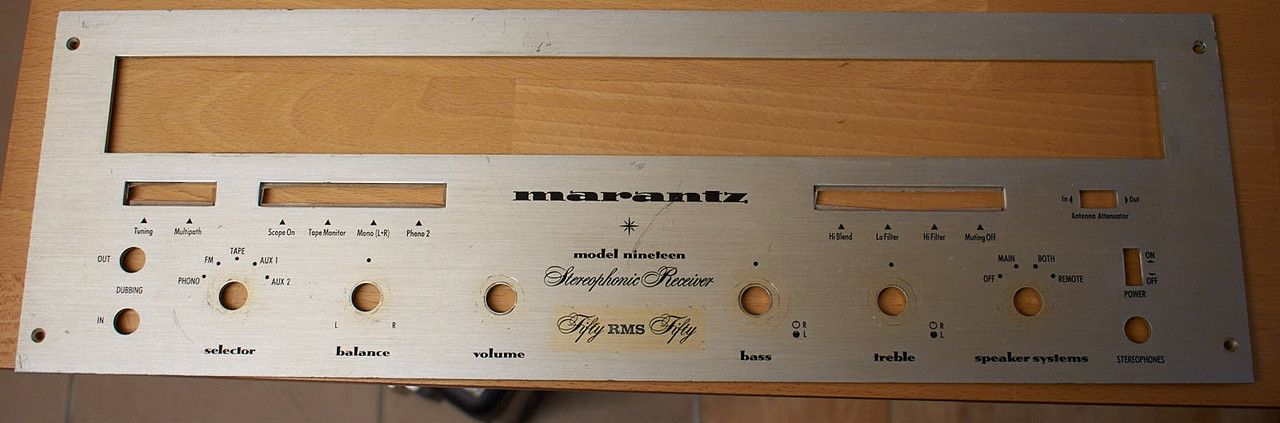 marantz
In Out
Antenna Attenuator
Tuning Multipath
Scope On Tape Monitor Mono (L+R) Phono 2
Hi Blend Lo Filter Hi Filter Muting Off
model nineteen
Stereophonic Receiver
Fifty RMS Fifty
OUT
DUBBING
IN
TAPE
FM AUX 1
PHONO AUX 2
selector
L R
balance
volume
R
L
bass
R
L
treble
MAIN BOTH
OFF REMOTE
speaker systems
ON
OFF
POWER
STEREOPHONES